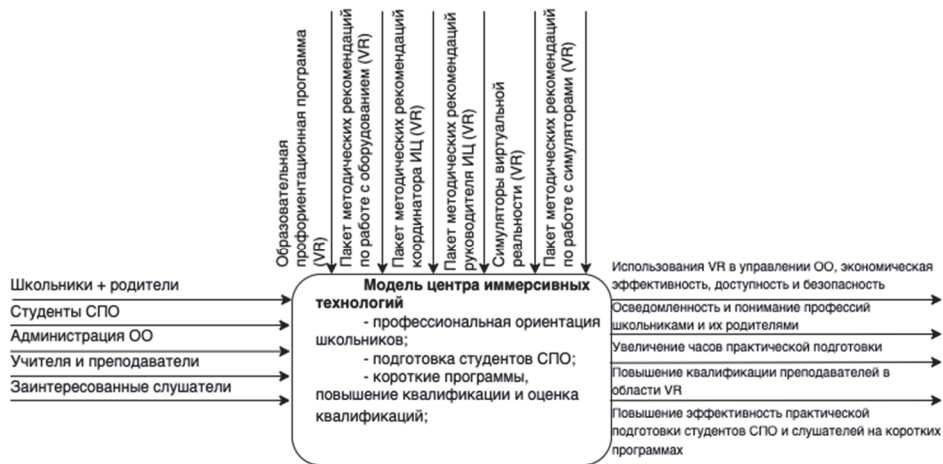 Образовательная
профориентационная программа
(VR)
Пакет методических рекомендаций
по работе с оборудованием (VR)
Пакет методических рекомендаций
координатора ИЦ (VR)
Пакет методических рекомендаций
руководителя ИЦ (VR)
Симуляторы виртуальной
реальности (VR)
Пакет методических рекомендаций
по работе с симуляторами (VR)
Школьники + родители
Студенты СПО
Администрация ОО
Учителя и преподаватели
Заинтересованные слушатели
Модель центра иммерсивных
технологий
- профессиональная ориентация
школьников;
- подготовка студентов СПО;
- короткие программы,
повышение квалификации и оценка
квалификаций;
Использования VR в управлении ОО, экономическая
эффективность, доступность и безопасность
Осведомленность и понимание профессий
школьниками и их родителями
Увеличение часов практической подготовки
Повышение квалификации преподавателей в
области VR
Повышение эффективность практической
подготовки студентов СПО и слушателей на коротких
программах